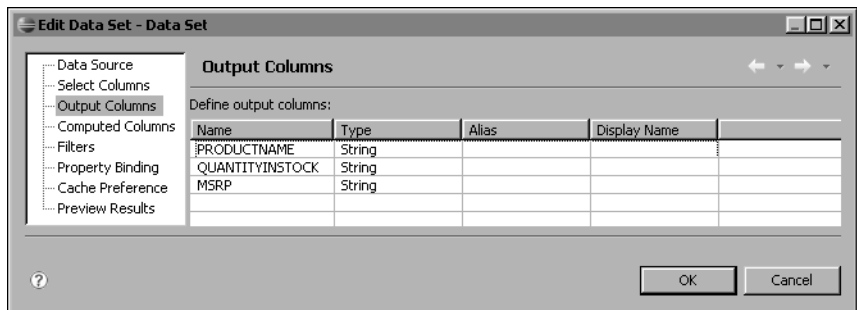 Edit Data Set - Data Set
Data Source
Select Columns
Output Columns
Computed Columns
Filters
Property Binding
Cache Preference
Preview Results
Output Columns
Define output columns:
Name Type Alias Display Name
PRODUCTNAME String
QUANTITYINSTOCK String
MSRP String
?
OK Cancel